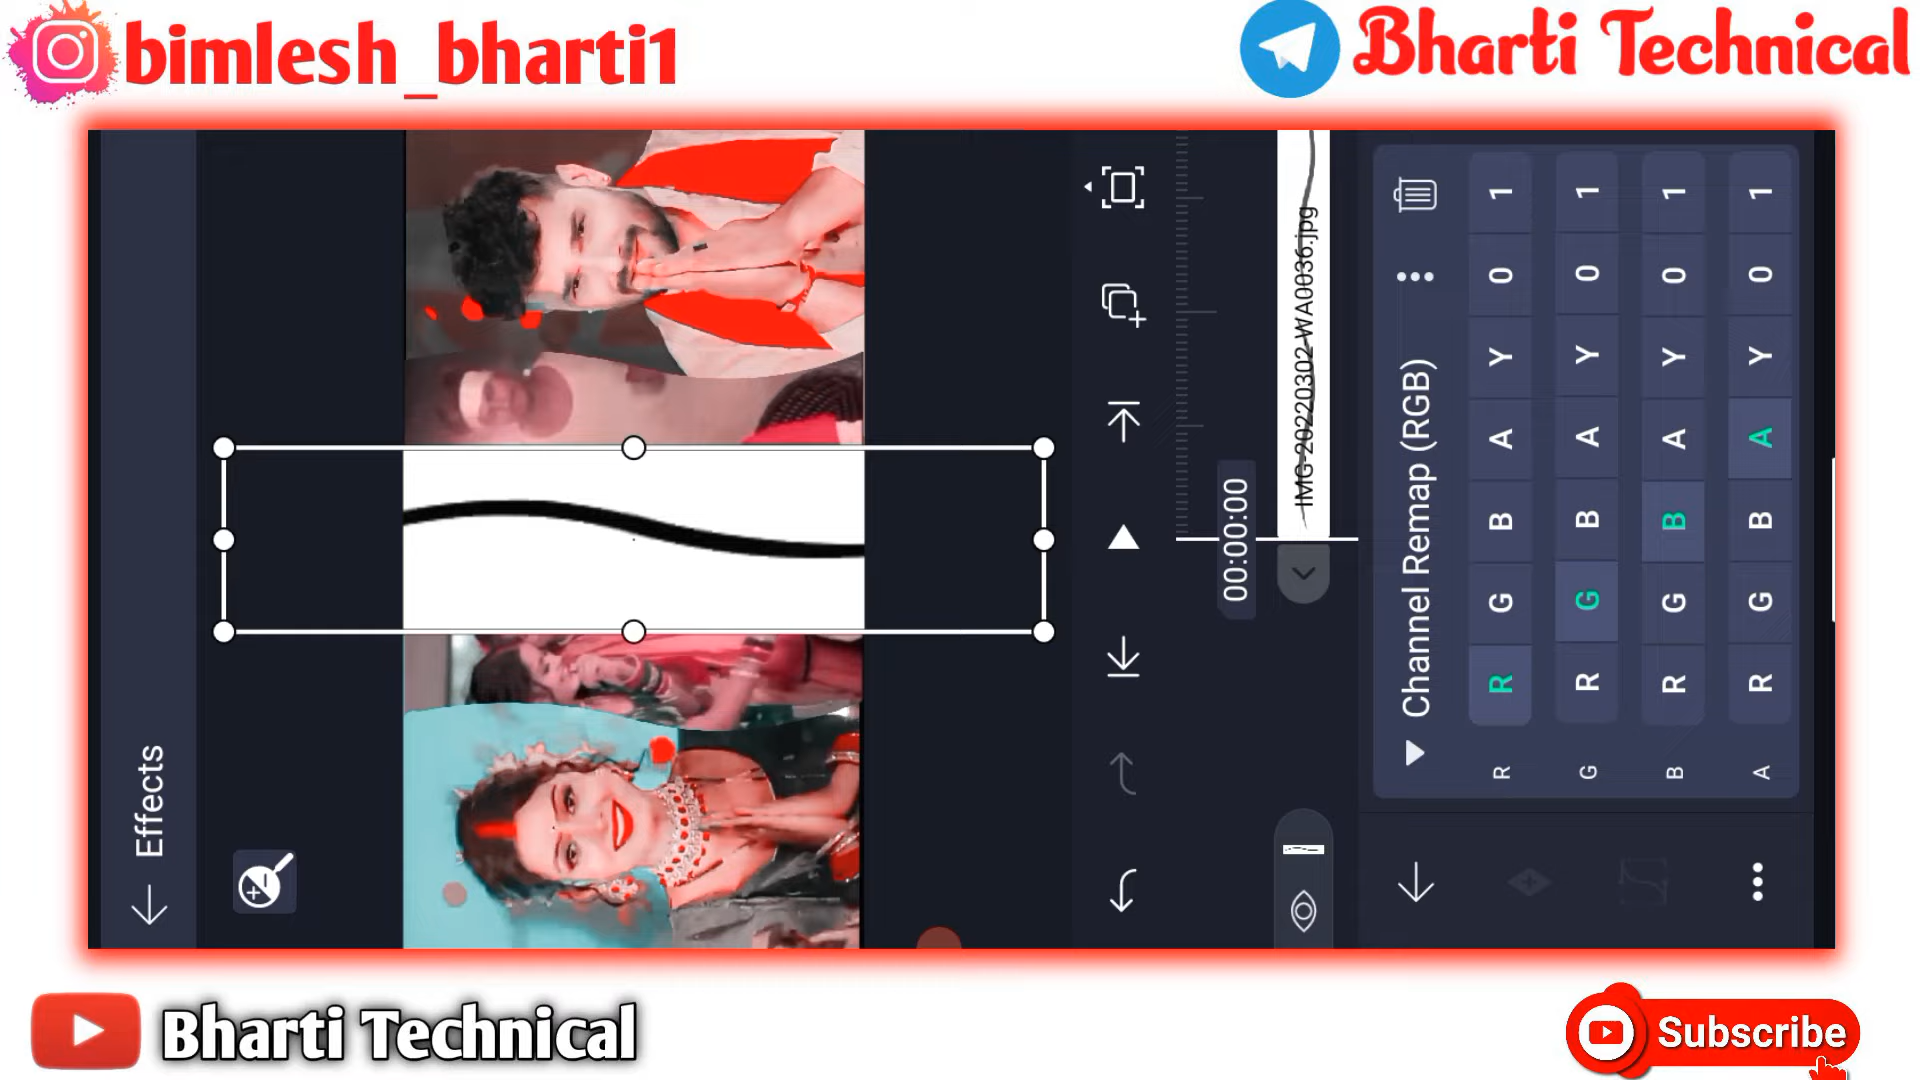 bimlesh_bharti1
Bharti Technical
Effects
00:00:00
IMG-20220302-WA0036.jpg
Channel Remap (RGB)
R R G B A Y 0 1
G R G B A Y 0 1
B R G B A Y 0 1
A R G B A Y 0 1
Bharti Technical
Subscribe